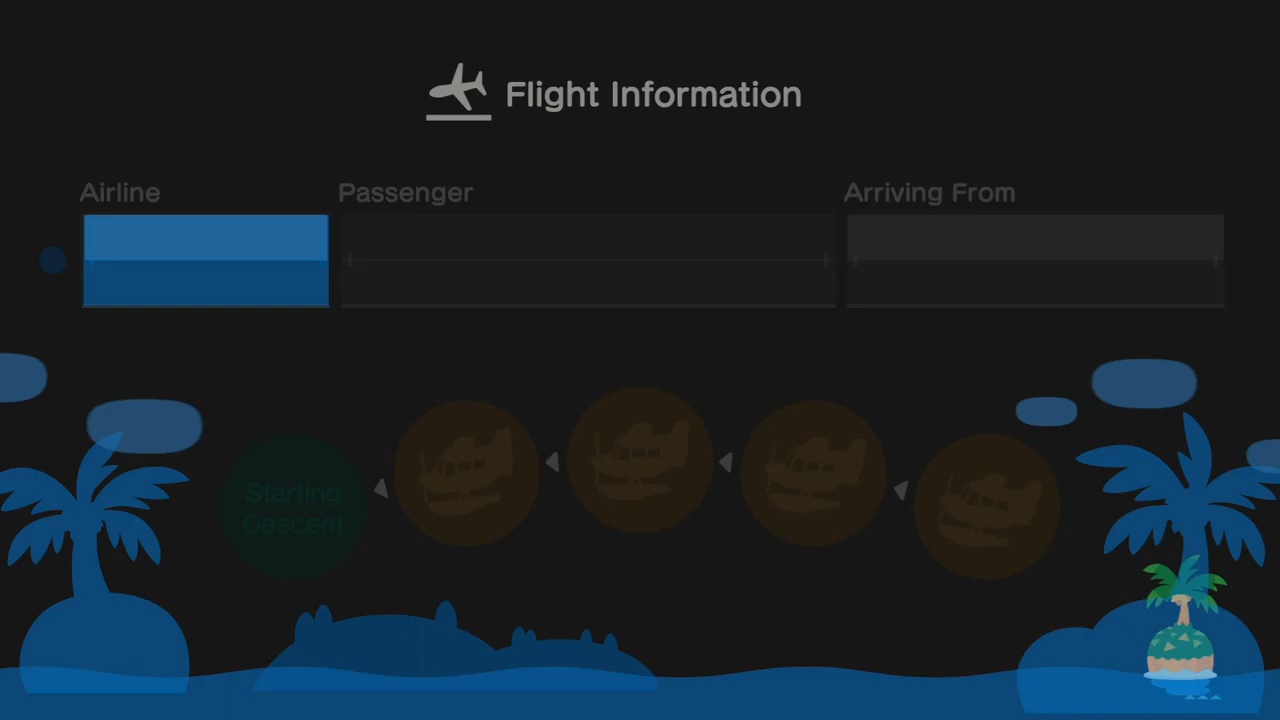 Flight Information
Airline
Passenger
Arriving From
Starting
Descent